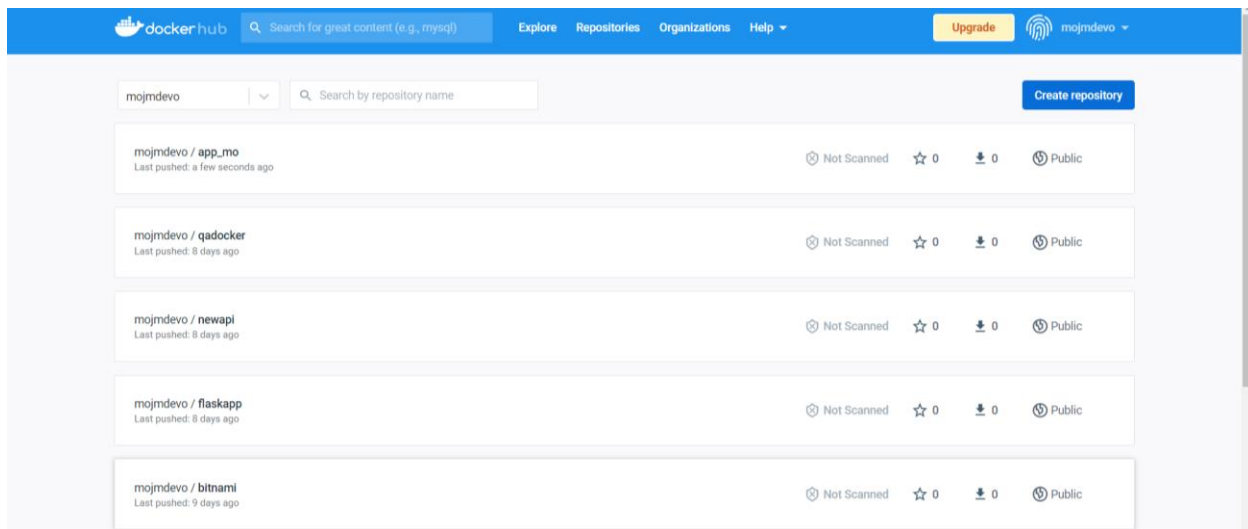 dockerhub Search for great content (e.g., mysql) Explore Repositories Organizations Help Upgrade mojmdevo
mojmdevo Search by repository name Create repository
mojmdevo / app_mo
Last pushed: a few seconds ago
Not Scanned 0 0 Public
mojmdevo / qadocker
Last pushed: 8 days ago
Not Scanned 0 0 Public
mojmdevo / newapi
Last pushed: 8 days ago
Not Scanned 0 0 Public
mojmdevo / flaskapp
Last pushed: 8 days ago
Not Scanned 0 0 Public
mojmdevo / bitnami
Last pushed: 9 days ago
Not Scanned 0 0 Public